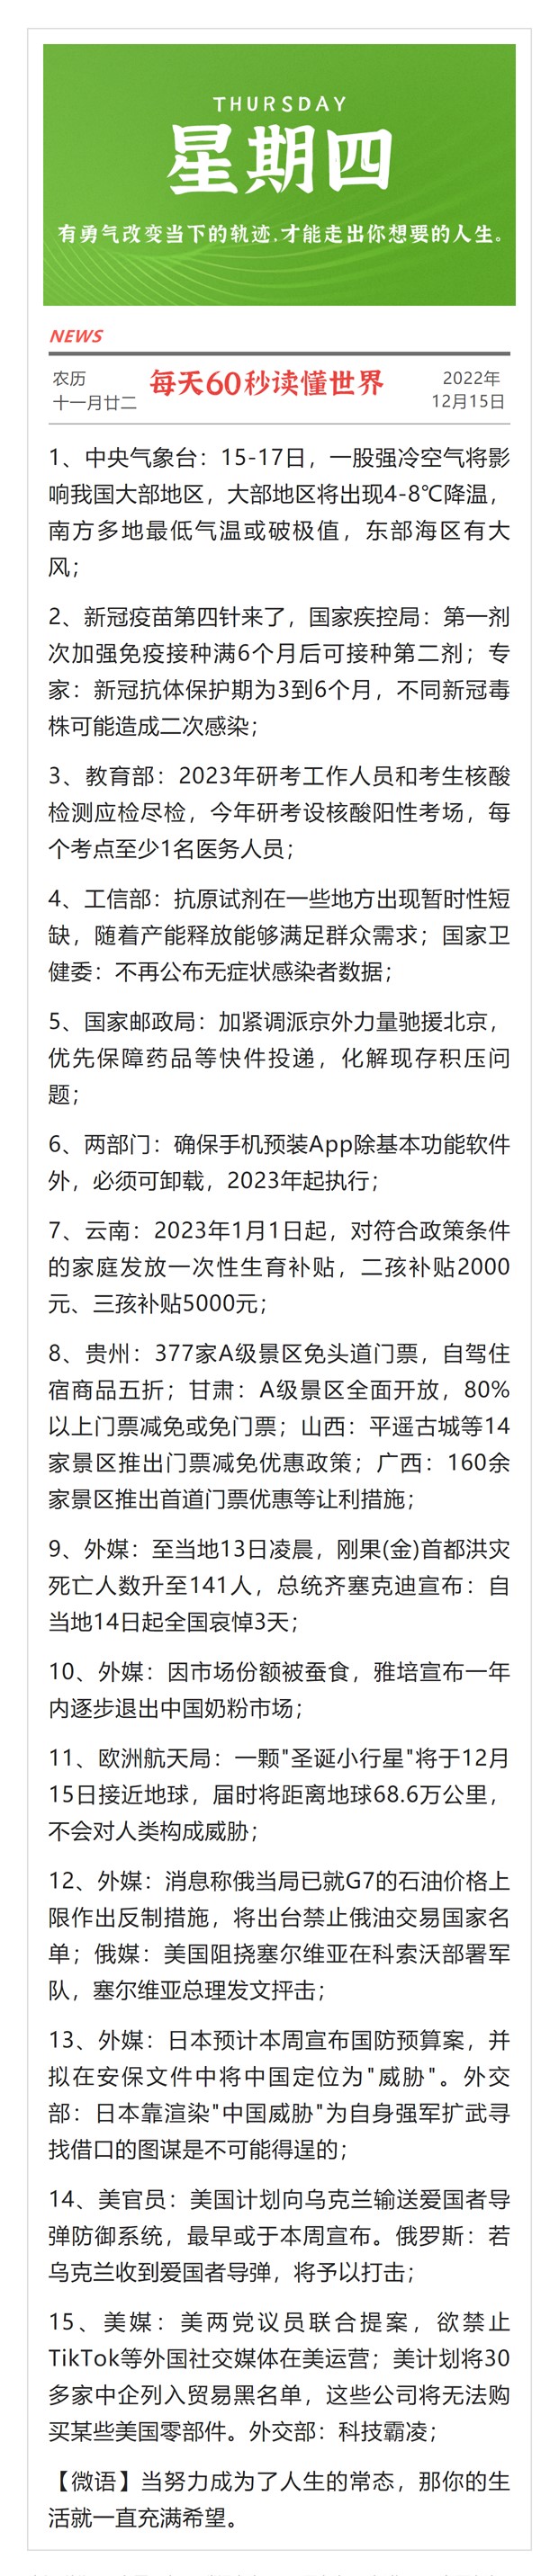 THURSDAY
星期四
有勇气改变当下的轨迹,才能走出你想要的人生。
NEWS
农历
十一月廿二
每天60秒读懂世界
2022年
12月15日
1、中央气象台：15-17日，一股强冷空气将影
响我国大部地区，大部地区将出现4-8℃降温，
南方多地最低气温或破极值，东部海区有大
风；
2、新冠疫苗第四针来了，国家疾控局：第一剂
次加强免疫接种满6个月后可接种第二剂；专
家：新冠抗体保护期为3到6个月，不同新冠毒
株可能造成二次感染；
3、教育部：2023年研考工作人员和考生核酸
检测应检尽检，今年研考设核酸阳性考场，每
个考点至少1名医务人员；
4、工信部：抗原试剂在一些地方出现暂时性短
缺，随着产能释放能够满足群众需求；国家卫
健委：不再公布无症状感染者数据；
5、国家邮政局：加紧调派京外力量驰援北京，
优先保障药品等快件投递，化解现存积压问
题；
6、两部门：确保手机预装App除基本功能软件
外，必须可卸载，2023年起执行；
7、云南：2023年1月1日起，对符合政策条件
的家庭发放一次性生育补贴，二孩补贴2000
元、三孩补贴5000元；
8、贵州：377家A级景区免头道门票，自驾住
宿商品五折；甘肃：A级景区全面开放，80%
以上门票减免或免门票；山西：平遥古城等14
家景区推出门票减免优惠政策；广西：160余
家景区推出首道门票优惠等让利措施；
9、外媒：至当地13日凌晨，刚果(金)首都洪灾
死亡人数升至141人，总统齐塞克迪宣布：自
当地14日起全国哀悼3天；
10、外媒：因市场份额被蚕食，雅培宣布一年
内逐步退出中国奶粉市场；
11、欧洲航天局：一颗"圣诞小行星"将于12月
15日接近地球，届时将距离地球68.6万公里，
不会对人类构成威胁；
12、外媒：消息称俄当局已就G7的石油价格上
限作出反制措施，将出台禁止俄油交易国家名
单；俄媒：美国阻挠塞尔维亚在科索沃部署军
队，塞尔维亚总理发文抨击；
13、外媒：日本预计本周宣布国防预算案，并
拟在安保文件中将中国定位为"威胁"。外交
部：日本靠渲染"中国威胁"为自身强军扩武寻
找借口的图谋是不可能得逞的；
14、美官员：美国计划向乌克兰输送爱国者导
弹防御系统，最早或于本周宣布。俄罗斯：若
乌克兰收到爱国者导弹，将予以打击；
15、美媒：美两党议员联合提案，欲禁止
TikTok等外国社交媒体在美运营；美计划将30
多家中企列入贸易黑名单，这些公司将无法购
买某些美国零部件。外交部：科技霸凌；
【微语】当努力成为了人生的常态，那你的生
活就一直充满希望。